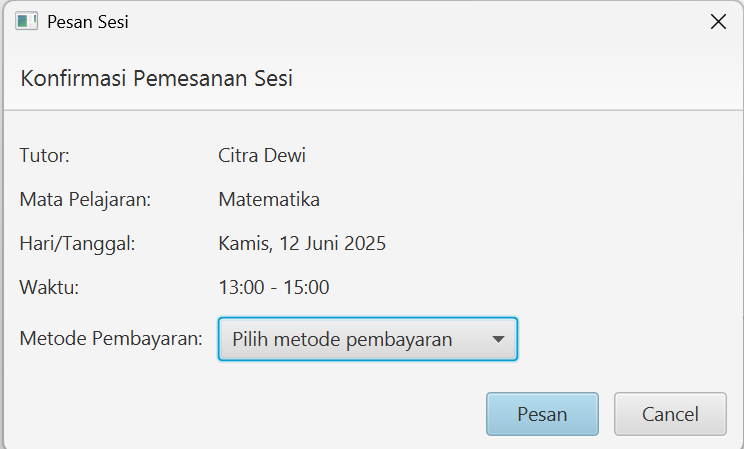 Pesan Sesi
Konfirmasi Pemesanan Sesi
Tutor: Citra Dewi
Mata Pelajaran: Matematika
Hari/Tanggal: Kamis, 12 Juni 2025
Waktu: 13:00 - 15:00
Metode Pembayaran: Pilih metode pembayaran
Pesan Cancel